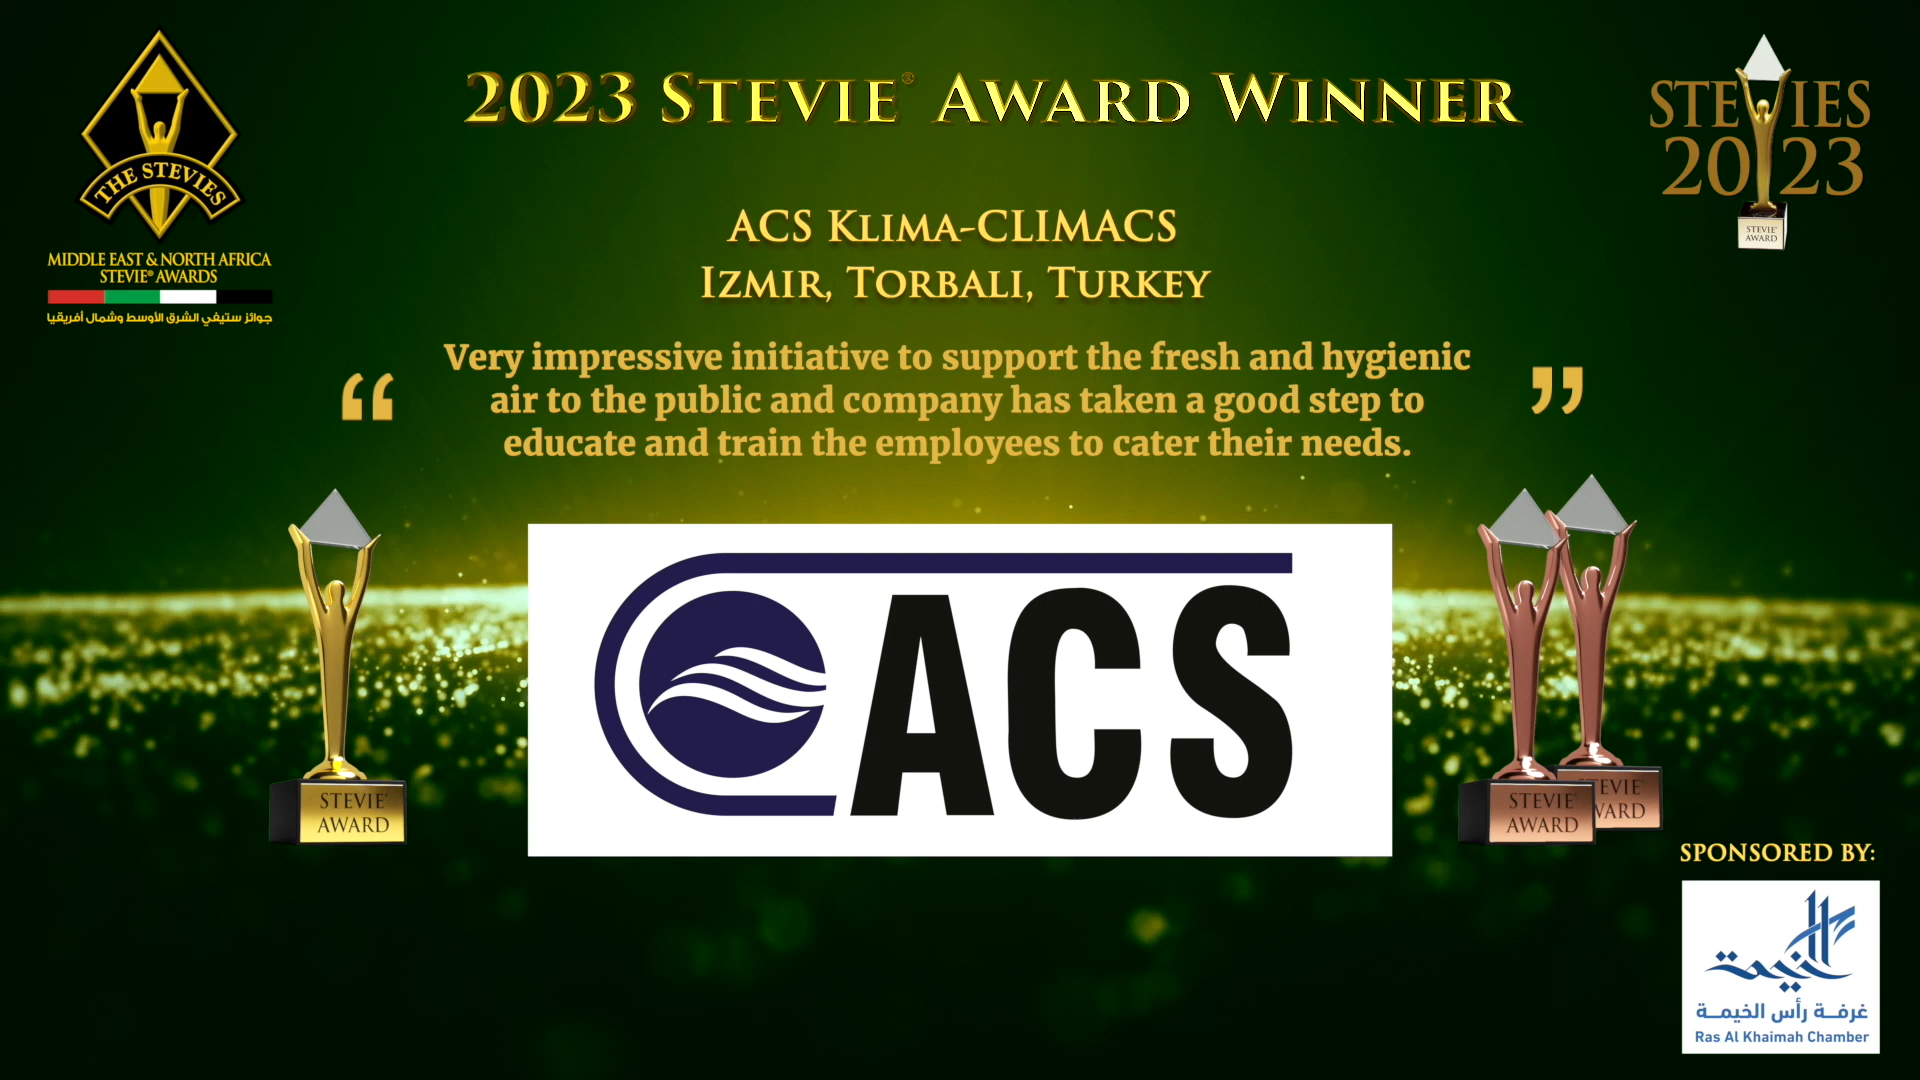 2023 STEVIE® AWARD WINNER
THE STEVIES
MIDDLE EAST & NORTH AFRICA
STEVIE® AWARDS
جوائز ستيفي الشرق الأوسط وشمال أفريقيا
STEVIES
2023
STEVIE®
AWARD
ACS KLIMA-CLIMACS
IZMIR, TORBALI, TURKEY
“ Very impressive initiative to support the fresh and hygienic
air to the public and company has taken a good step to
educate and train the employees to cater their needs. ”
ACS
STEVIE®
AWARD
STEVIE®
AWARD
TEVIE®
WARD
SPONSORED BY:
الخيمة
غرفة رأس الخيمة
Ras Al Khaimah Chamber